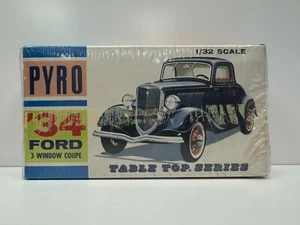 PYRO
1/32 SCALE
'34
FORD
3 WINDOW COUPE
TABLE TOP SERIES